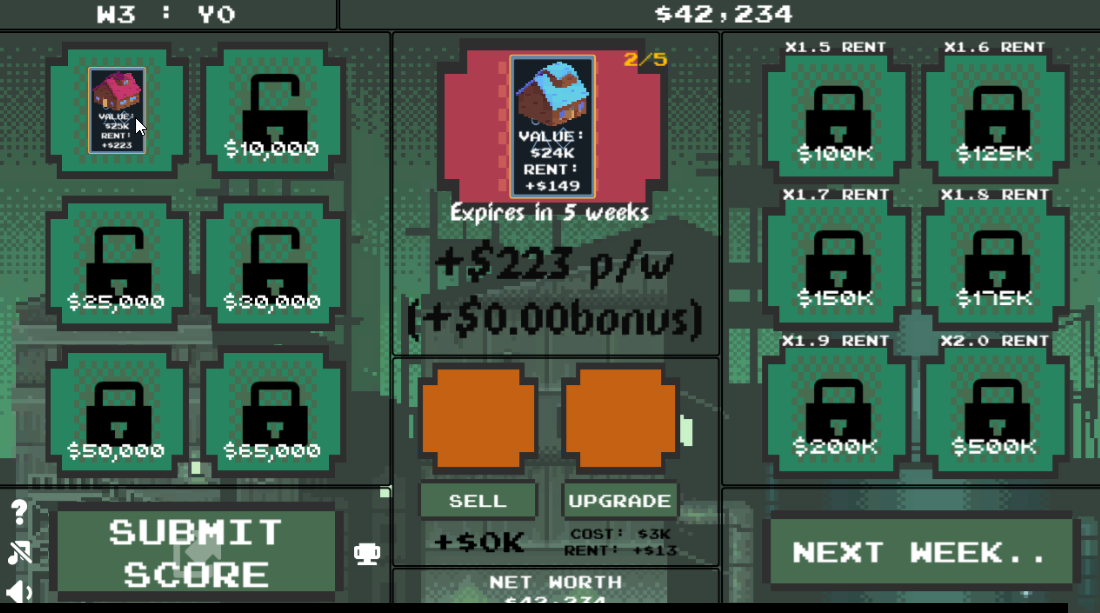 W3 : Y0
$42,234
VALUE:
$25K
RENT:
+$223
$10,000
$25,000
$30,000
$50,000
$65,000
SUBMIT
SCORE
?
2/5
VALUE:
$24K
RENT:
+$149
Expires in 5 weeks
+$223 p/w
(+$0.00bonus)
SELL
UPGRADE
+$0K
COST: $3K
RENT: +$13
NET WORTH
$42,234
X1.5 RENT
X1.6 RENT
$100K
$125K
X1.7 RENT
X1.8 RENT
$150K
$175K
X1.9 RENT
X2.0 RENT
$200K
$500K
NEXT WEEK..